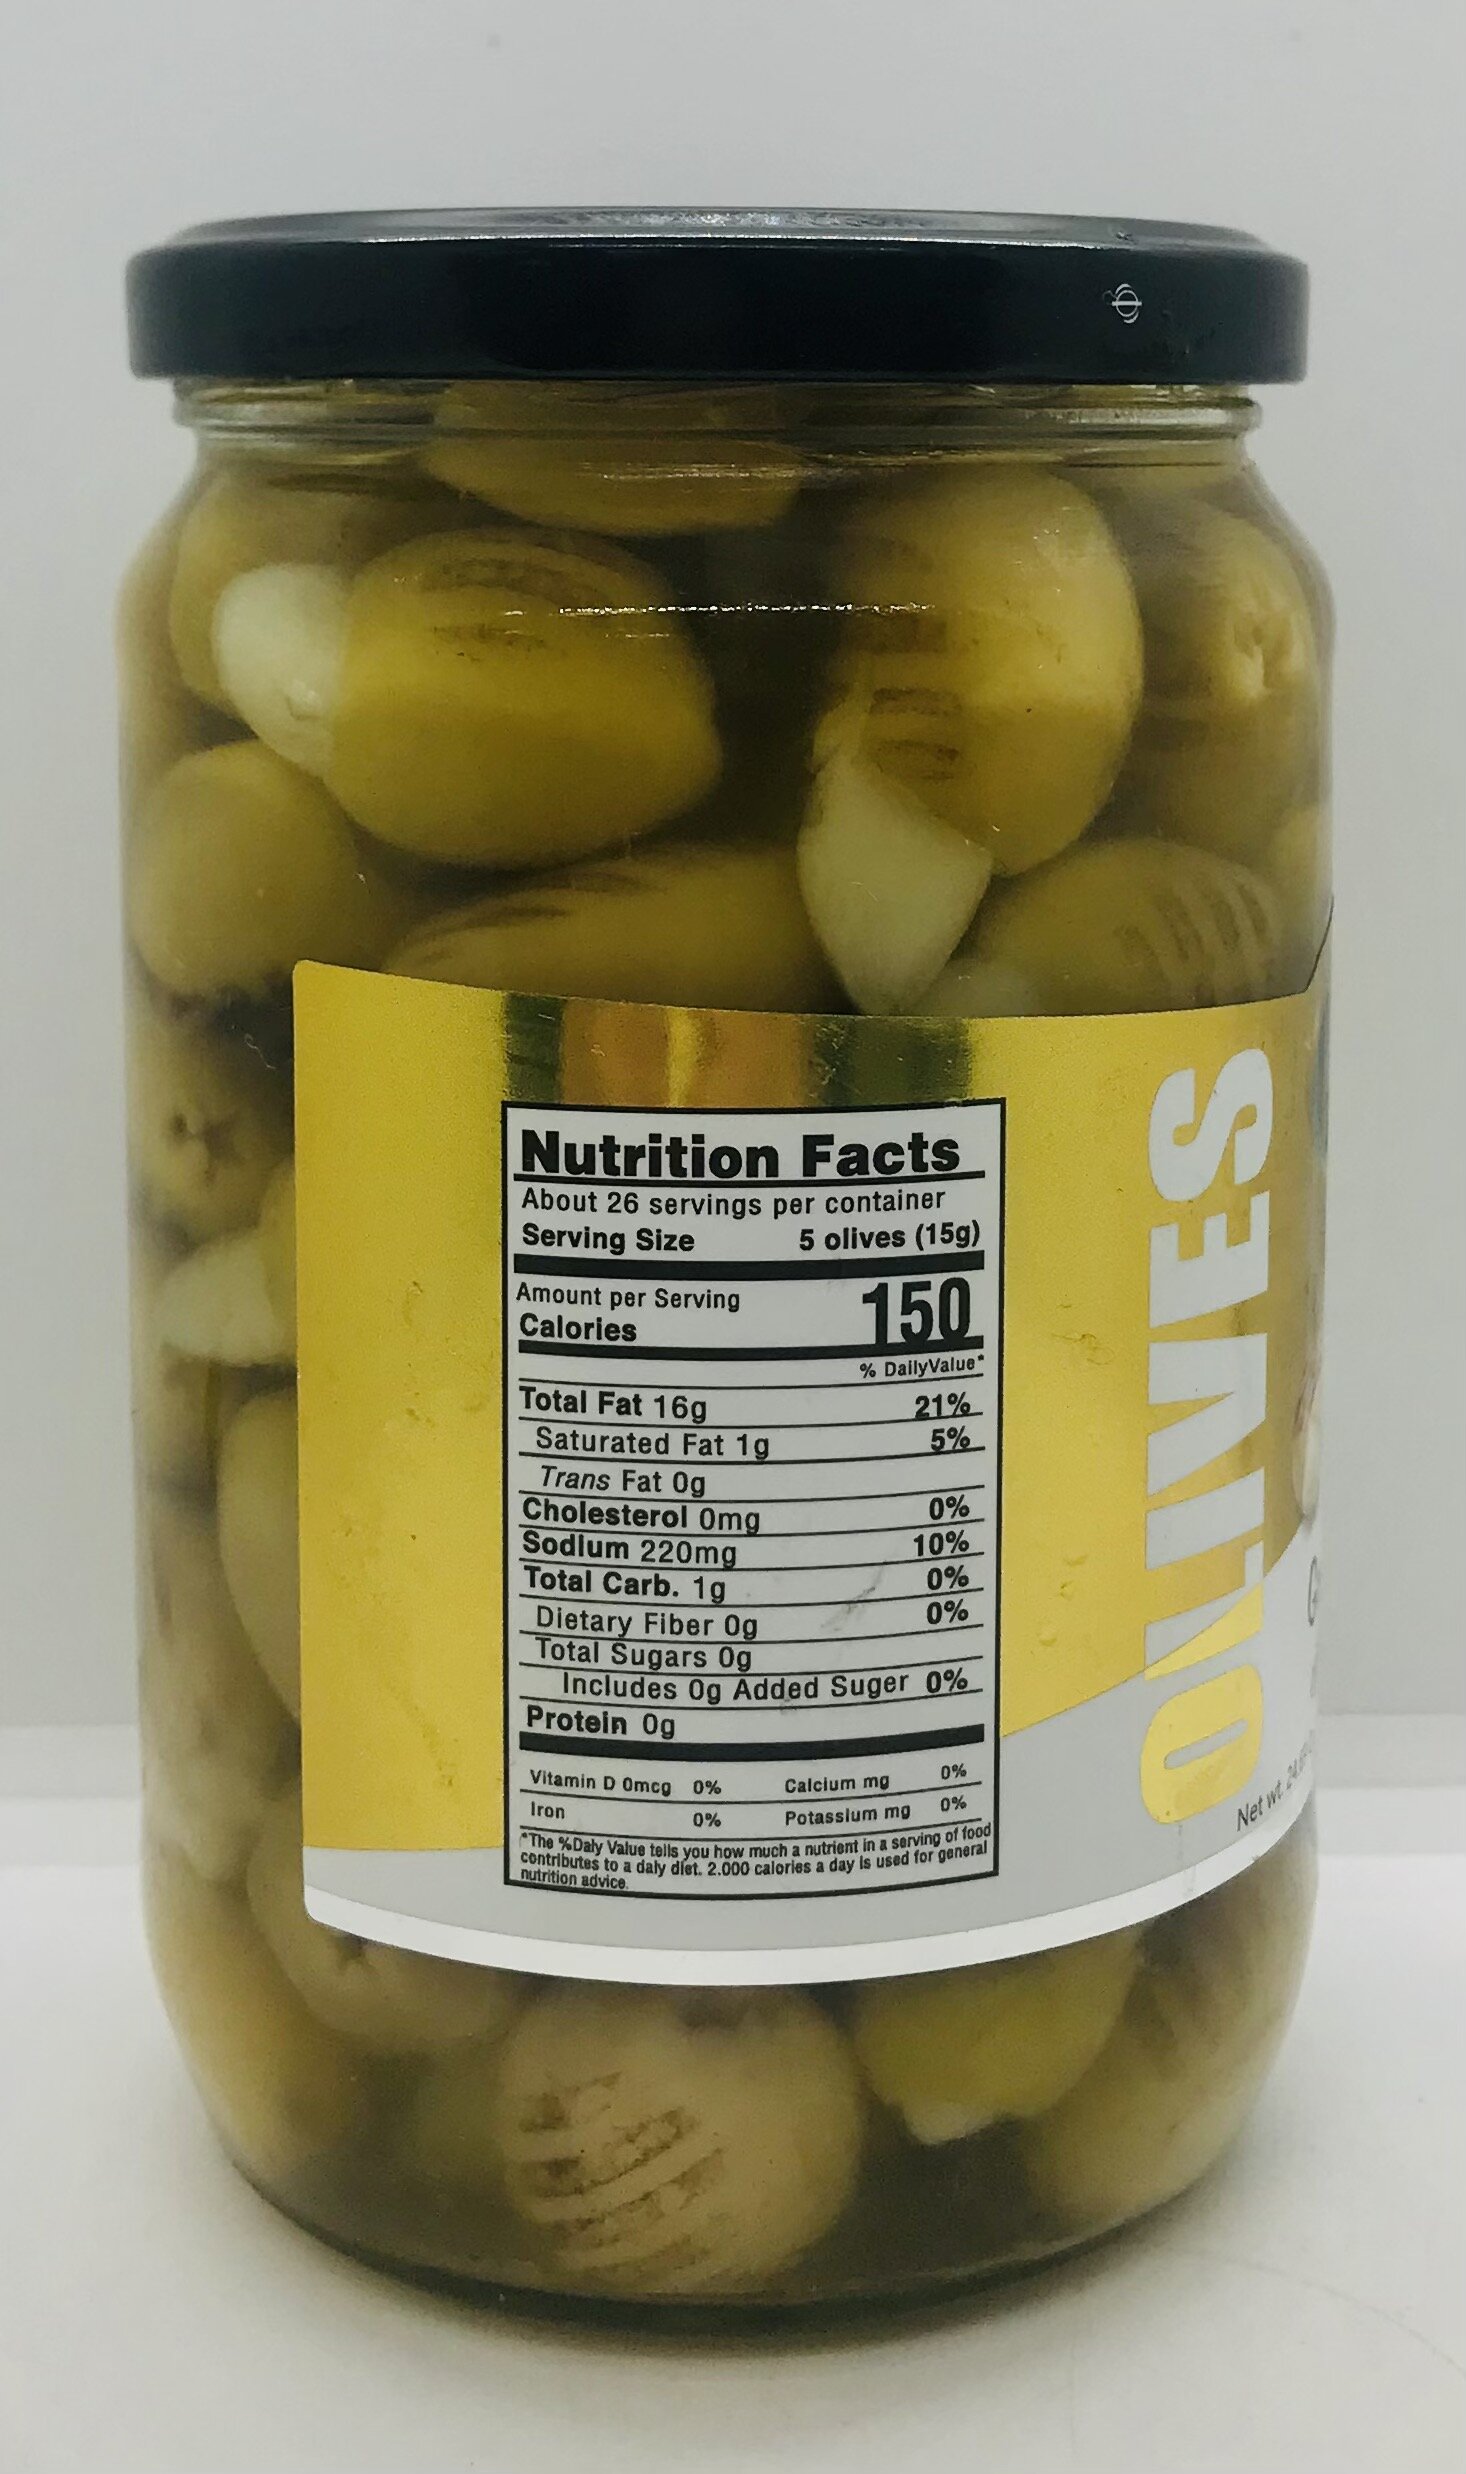 Nutrition Facts
About 26 servings per container
Serving Size 5 olives (15g)
Amount per Serving
Calories 150
% DailyValue*
Total Fat 16g 21%
Saturated Fat 1g 5%
Trans Fat 0g
Cholesterol 0mg 0%
Sodium 220mg 10%
Total Carb. 1g 0%
Dietary Fiber 0g 0%
Total Sugars 0g
Includes 0g Added Suger 0%
Protein 0g
Vitamin D 0mcg 0% Calcium mg 0%
Iron 0% Potassium mg 0%
*The %Daly Value tells you how much a nutrient in a serving of food
contributes to a daly diet. 2.000 calories a day is used for general
nutrition advice.
OLIVES
Net wt.